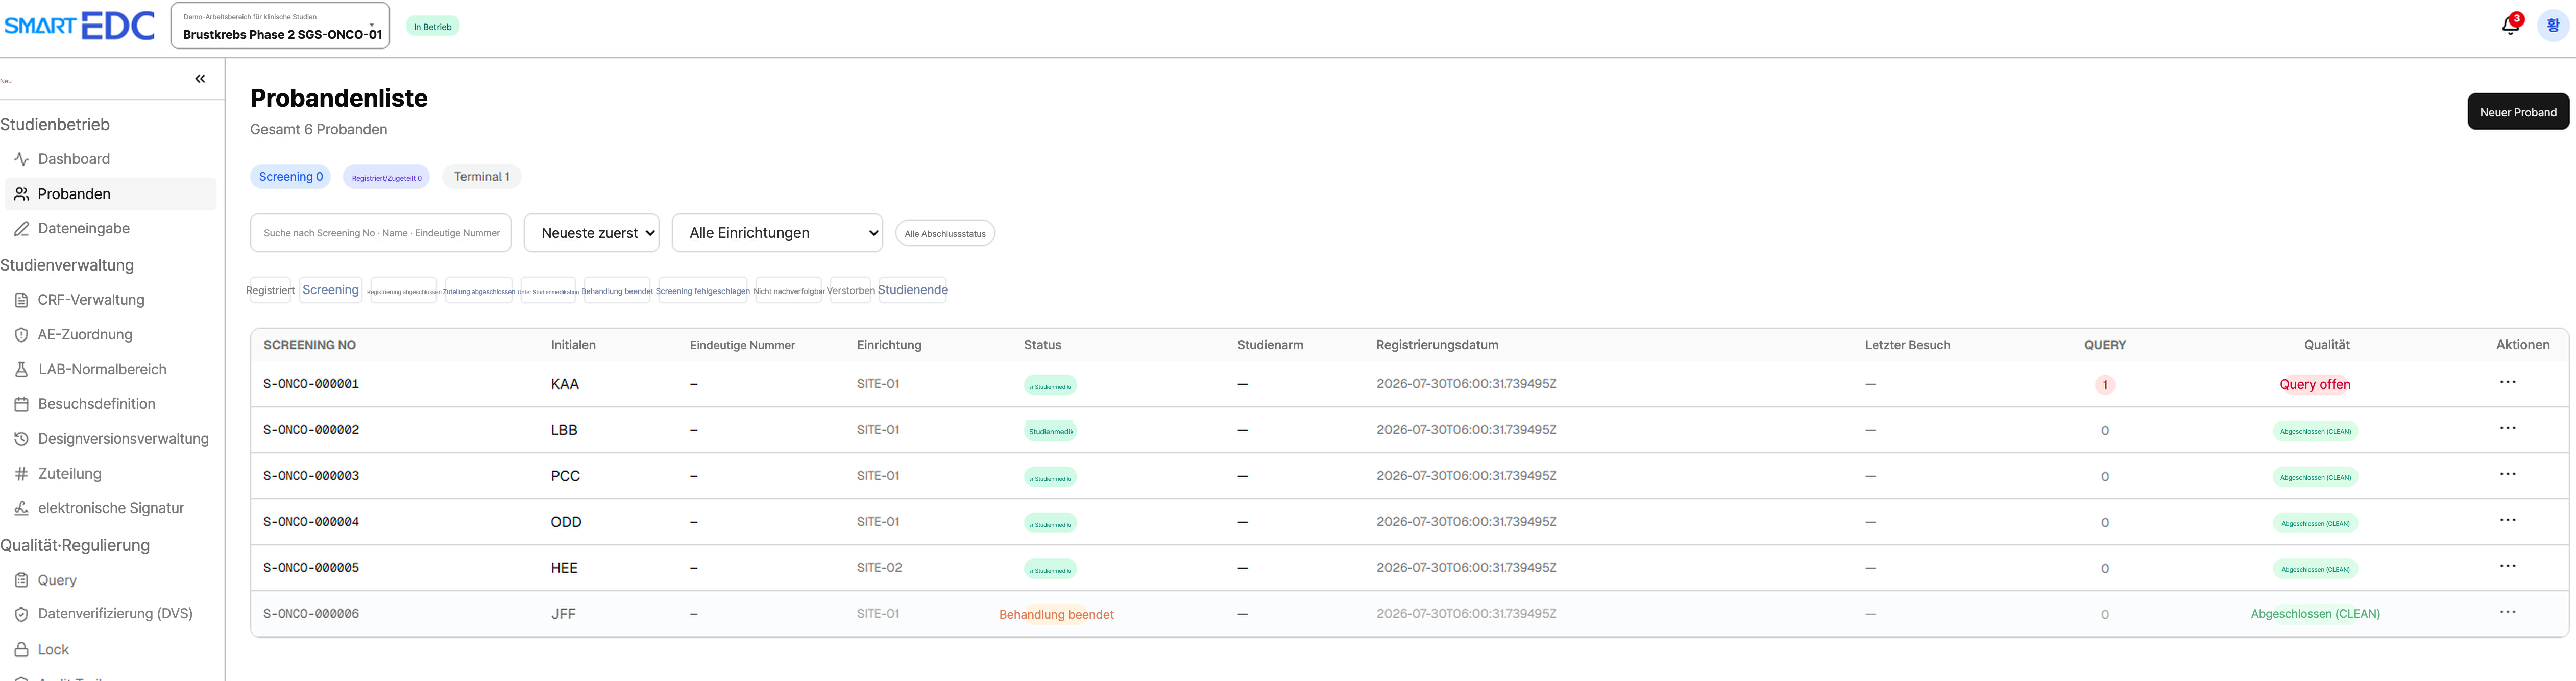 SMART EDC
Demo-Arbeitsbereich für klinische Studien
Brustkrebs Phase 2 SGS-ONCO-01
In Betrieb
3
황
Neu
Studienbetrieb
Dashboard
Probanden
Dateneingabe
Studienverwaltung
CRF-Verwaltung
AE-Zuordnung
LAB-Normalbereich
Besuchsdefinition
Designversionsverwaltung
Zuteilung
elektronische Signatur
Qualität·Regulierung
Query
Datenverifizierung (DVS)
Lock
Probandenliste
Gesamt 6 Probanden
Neuer Proband
Screening 0 Registriert/Zugeteilt 0 Terminal 1
Suche nach Screening No · Name · Eindeutige Nummer Neueste zuerst Alle Einrichtungen Alle Abschlussstatus
Registriert Screening Registrierung abgeschlossen Zuteilung abgeschlossen Unter Studienmedikation Behandlung beendet Screening fehlgeschlagen Nicht nachverfolgbar Verstorben Studienende
SCREENING NO Initialen Eindeutige Nummer Einrichtung Status Studienarm Registrierungsdatum Letzter Besuch QUERY Qualität Aktionen
S-ONCO-000001 KAA – SITE-01 r Studienmedik — 2026-07-30T06:00:31.739495Z — 1 Query offen ...
S-ONCO-000002 LBB – SITE-01 Studienmedik — 2026-07-30T06:00:31.739495Z — 0 Abgeschlossen (CLEAN) ...
S-ONCO-000003 PCC – SITE-01 r Studienmedik — 2026-07-30T06:00:31.739495Z — 0 Abgeschlossen (CLEAN) ...
S-ONCO-000004 ODD – SITE-01 r Studienmedik — 2026-07-30T06:00:31.739495Z — 0 Abgeschlossen (CLEAN) ...
S-ONCO-000005 HEE – SITE-02 r Studienmedik — 2026-07-30T06:00:31.739495Z — 0 Abgeschlossen (CLEAN) ...
S-ONCO-000006 JFF – SITE-01 Behandlung beendet — 2026-07-30T06:00:31.739495Z — 0 Abgeschlossen (CLEAN) ...